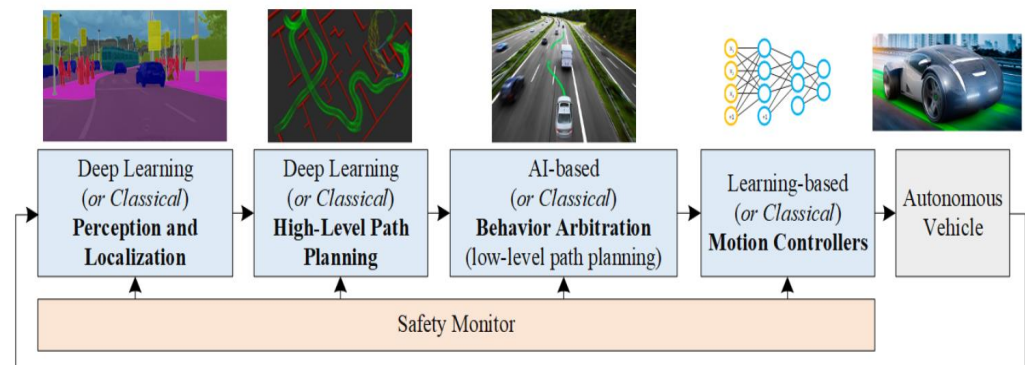 Deep Learning
(or Classical)
Perception and
Localization
Deep Learning
(or Classical)
High-Level Path
Planning
AI-based
(or Classical)
Behavior Arbitration
(low-level path planning)
Learning-based
(or Classical)
Motion Controllers
Autonomous
Vehicle
Safety Monitor